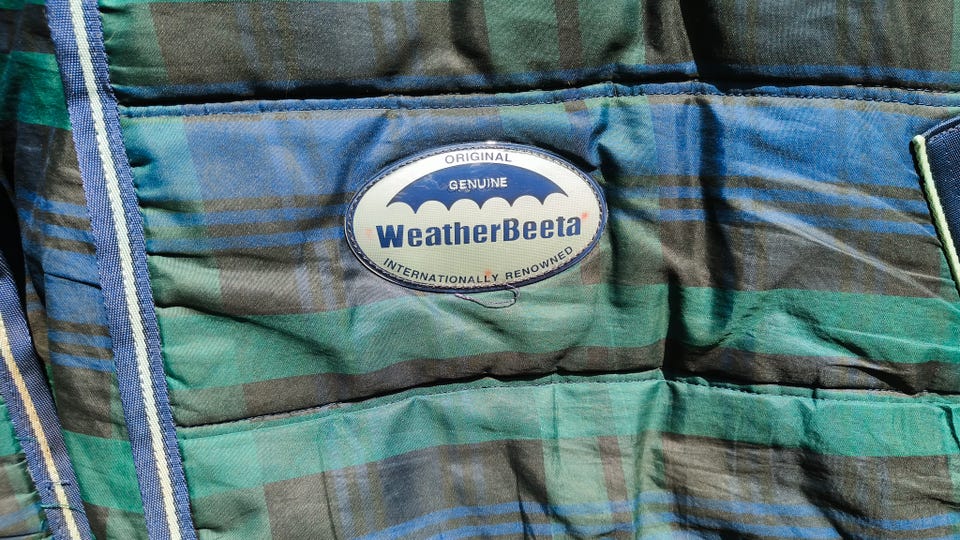 ORIGINAL
GENUINE
WeatherBeeta
INTERNATIONALLY RENOWNED